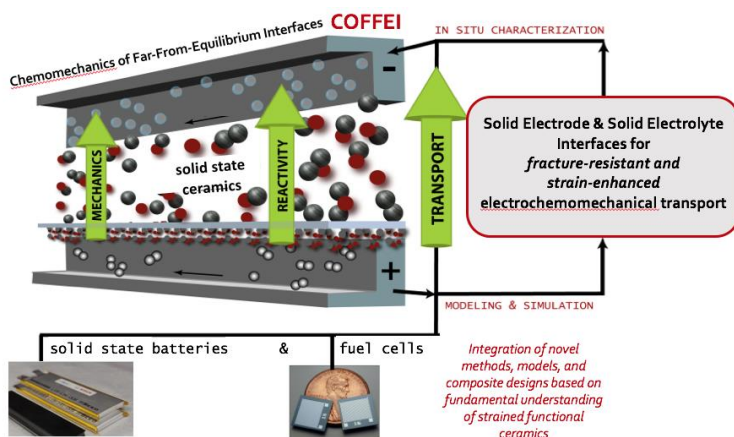 COFFEI
Chemomechanics of Far-From-Equilibrium Interfaces
IN SITU CHARACTERIZATION
-
MECHANICS
REACTIVITY
TRANSPORT
solid state
ceramics
Solid Electrode & Solid Electrolyte
Interfaces for
fracture-resistant and
strain-enhanced
electrochemomechanical transport
+
MODELING & SIMULATION
solid state batteries & fuel cells
Integration of novel
methods, models, and
composite designs based on
fundamental understanding
of strained functional
ceramics